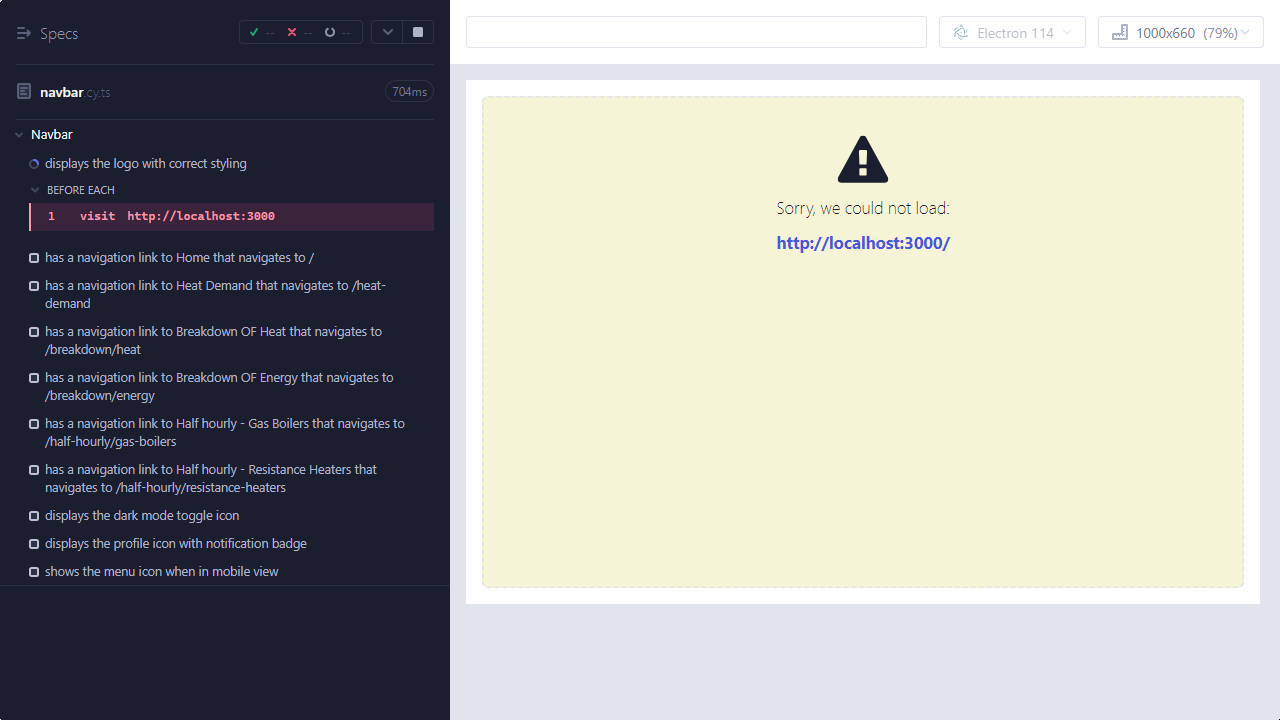 Specs
--
--
--
navbar.cy.ts
704ms
Navbar
displays the logo with correct styling
BEFORE EACH
1 visit http://localhost:3000
has a navigation link to Home that navigates to /
has a navigation link to Heat Demand that navigates to /heat-
demand
has a navigation link to Breakdown OF Heat that navigates to
/breakdown/heat
has a navigation link to Breakdown OF Energy that navigates to
/breakdown/energy
has a navigation link to Half hourly - Gas Boilers that navigates to
/half-hourly/gas-boilers
has a navigation link to Half hourly - Resistance Heaters that
navigates to /half-hourly/resistance-heaters
displays the dark mode toggle icon
displays the profile icon with notification badge
shows the menu icon when in mobile view
Electron 114
1000x660 (79%)
Sorry, we could not load:
http://localhost:3000/